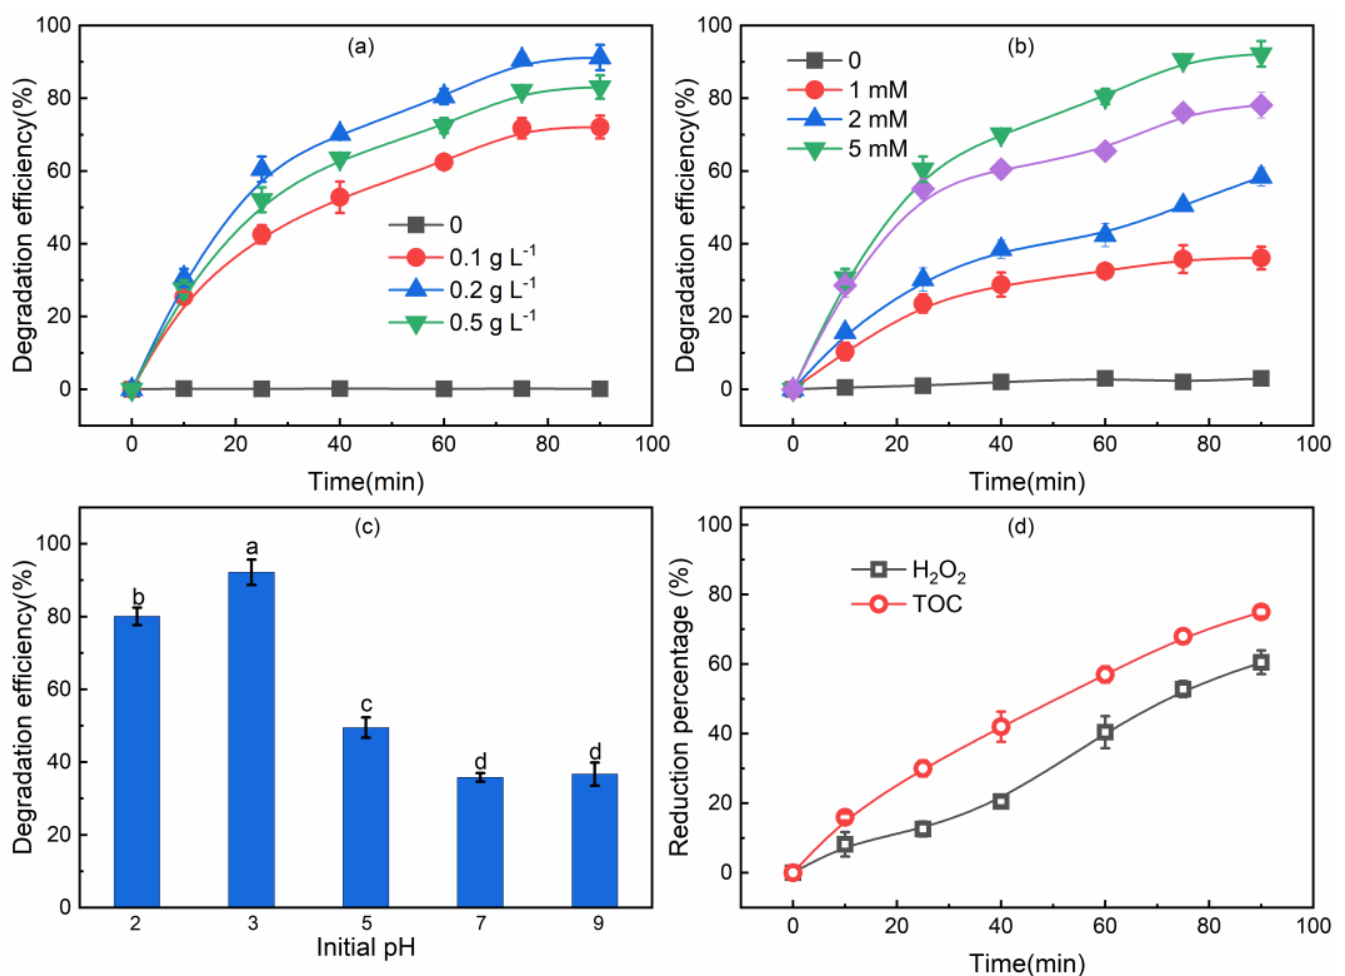 (a)
Degradation efficiency(%)
100
80
60
40
20
0
0
0.1 g L⁻¹
0.2 g L⁻¹
0.5 g L⁻¹
0 20 40 60 80 100
Time(min)
(b)
Degradation efficiency(%)
100
80
60
40
20
0
0
1 mM
2 mM
5 mM
0 20 40 60 80 100
Time(min)
(c)
Degradation efficiency(%)
100
80
60
40
20
0
b
a
c
d
d
2 3 5 7 9
Initial pH
(d)
Reduction percentage (%)
100
80
60
40
20
0
H₂O₂
TOC
0 20 40 60 80 100
Time(min)